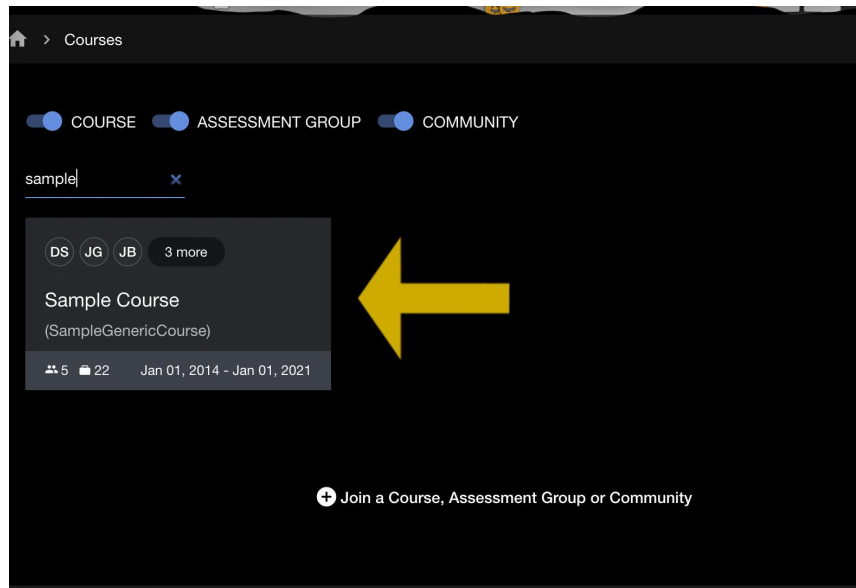 Courses
COURSE ASSESSMENT GROUP COMMUNITY
sample
DS JG JB 3 more
Sample Course
(SampleGenericCourse)
5 22 Jan 01, 2014 - Jan 01, 2021
Join a Course, Assessment Group or Community